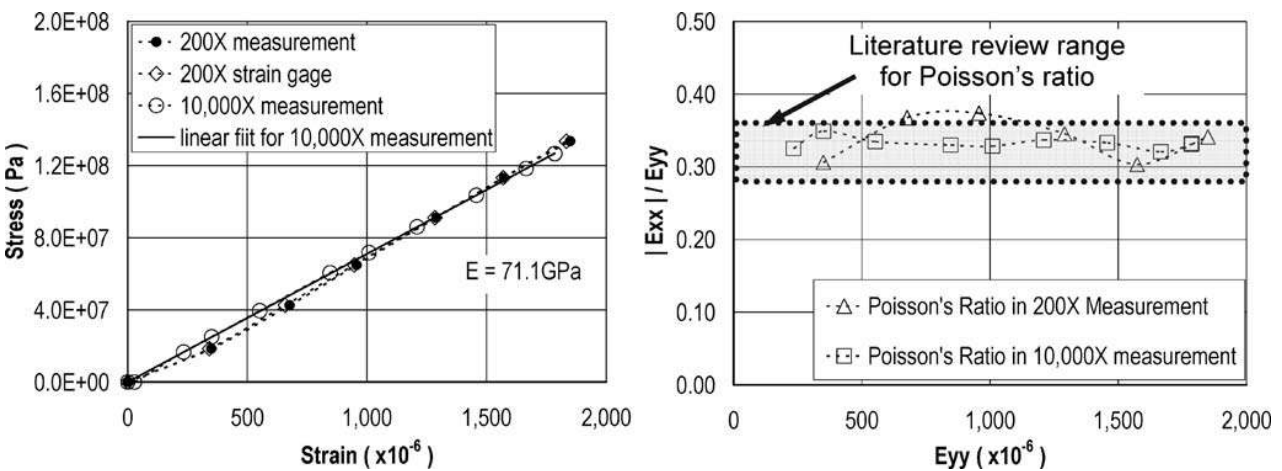 2.0E+08
1.6E+08
1.2E+08
8.0E+07
4.0E+07
0.0E+00
Stress ( Pa )
200X measurement
200X strain gage
10,000X measurement
linear fiit for 10,000X measurement
E = 71.1GPa
0
500
1,000
1,500
2,000
Strain ( x10⁻⁶ )
0.50
0.40
0.30
0.20
0.10
0.00
| Exx | / Eyy
Literature review range
for Poisson's ratio
Poisson's Ratio in 200X Measurement
Poisson's Ratio in 10,000X measurement
0
500
1,000
1,500
2,000
Eyy ( x10⁻⁶ )